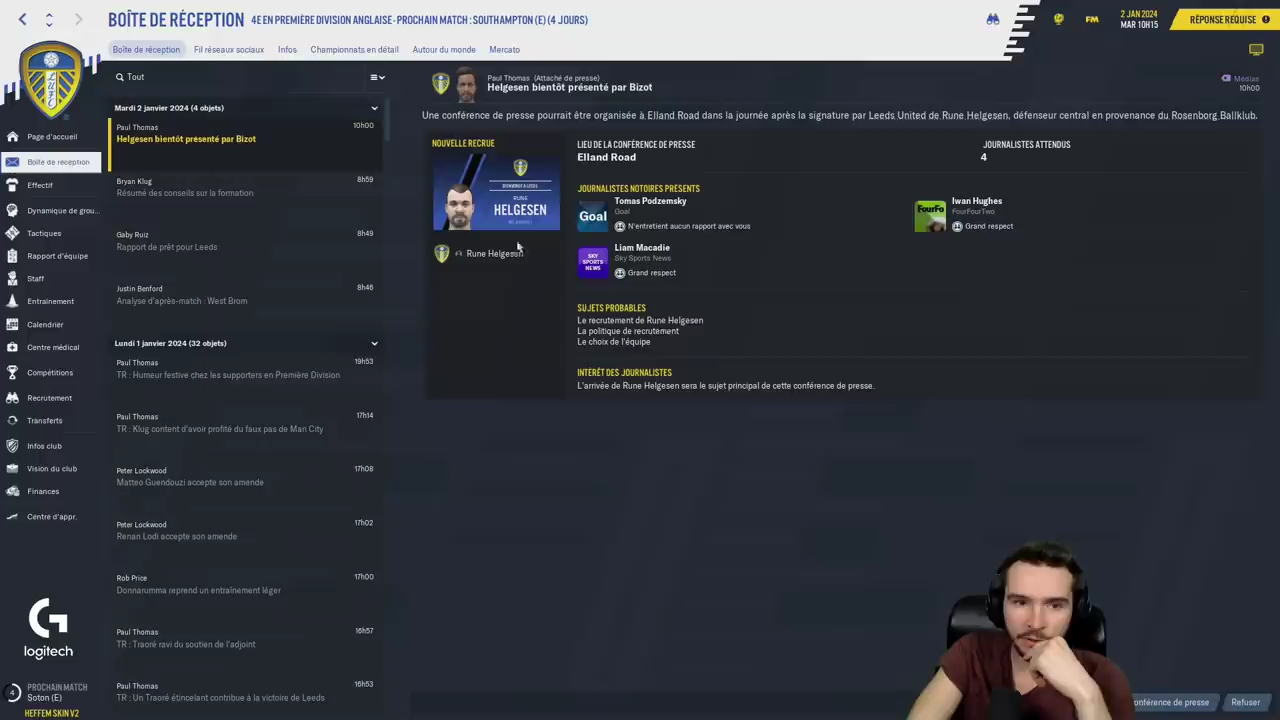 BOÎTE DE RÉCEPTION
4E EN PREMIÈRE DIVISION ANGLAISE - PROCHAIN MATCH : SOUTHAMPTON (E) (4 JOURS)
FM
2 JAN 2024
MAR 10H15
RÉPONSE REQUISE
Boîte de réception
Fil réseaux sociaux
Infos
Championnats en détail
Autour du monde
Mercato
Page d'accueil
Boîte de réception
Effectif
Dynamique de grou...
Tactiques
Rapport d'équipe
Staff
Entraînement
Calendrier
Centre médical
Compétitions
Recrutement
Transferts
Infos club
Vision du club
Finances
Centre d'appr.
logitech
4
PROCHAIN MATCH
Soton (E)
HEFFEM SKIN V2
Tout
Mardi 2 janvier 2024 (4 objets)
Paul Thomas
10h00
Helgesen bientôt présenté par Bizot
Bryan Klug
8h59
Résumé des conseils sur la formation
Gaby Ruiz
8h49
Rapport de prêt pour Leeds
Justin Benford
8h46
Analyse d'après-match : West Brom
Lundi 1 janvier 2024 (32 objets)
Paul Thomas
19h53
TR : Humeur festive chez les supporters en Première Division
Paul Thomas
17h14
TR : Klug content d'avoir profité du faux pas de Man City
Peter Lockwood
17h08
Matteo Guendouzi accepte son amende
Peter Lockwood
17h02
Renan Lodi accepte son amende
Rob Price
17h00
Donnarumma reprend un entraînement léger
Paul Thomas
16h57
TR : Traoré ravi du soutien de l'adjoint
Paul Thomas
16h53
TR : Un Traoré étincelant contribue à la victoire de Leeds
Paul Thomas (Attaché de presse)
Helgesen bientôt présenté par Bizot
Médias
10h00
Une conférence de presse pourrait être organisée à Elland Road dans la journée après la signature par Leeds United de Rune Helgesen, défenseur central en provenance du Rosenborg Ballklub.
NOUVELLE RECRUE
RUNE
HELGESEN
Rune Helgesen
LIEU DE LA CONFÉRENCE DE PRESSE
Elland Road
JOURNALISTES ATTENDUS
4
JOURNALISTES NOTOIRES PRÉSENTS
Goal
Tomas Podzemsky
Goal
N'entretient aucun rapport avec vous
FourFo
Iwan Hughes
FourFourTwo
Grand respect
SKY SPORTS NEWS
Liam Macadie
Sky Sports News
Grand respect
SUJETS PROBABLES
Le recrutement de Rune Helgesen
La politique de recrutement
Le choix de l'équipe
INTÉRÊT DES JOURNALISTES
L'arrivée de Rune Helgesen sera le sujet principal de cette conférence de presse.
onférence de presse
Refuser